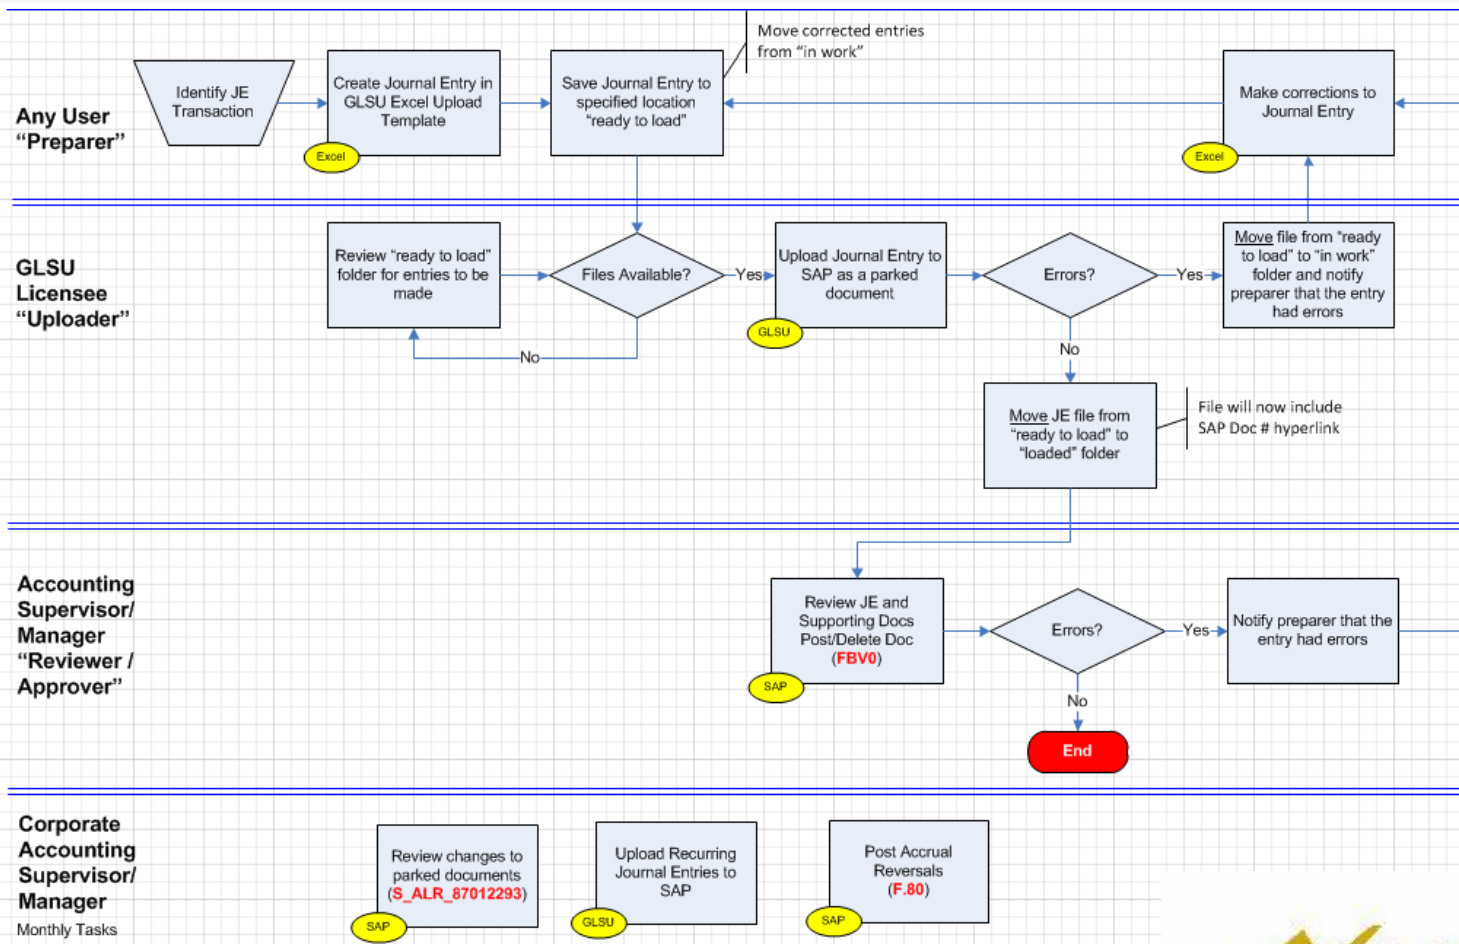 Move corrected entries
from “in work”
Any User
“Preparer”
Identify JE
Transaction
Create Journal Entry in
GLSU Excel Upload
Template
Excel
Save Journal Entry to
specified location
“ready to load”
Make corrections to
Journal Entry
Excel
GLSU
Licensee
“Uploader”
Review “ready to load”
folder for entries to be
made
Files Available?
Yes
No
Upload Journal Entry to
SAP as a parked
document
GLSU
Errors?
Yes
No
Move file from “ready
to load” to “in work”
folder and notify
preparer that the entry
had errors
Move JE file from
“ready to load” to
“loaded” folder
File will now include
SAP Doc # hyperlink
Accounting
Supervisor/
Manager
“Reviewer /
Approver”
Review JE and
Supporting Docs
Post/Delete Doc
(FBV0)
SAP
Errors?
Yes
No
Notify preparer that the
entry had errors
End
Corporate
Accounting
Supervisor/
Manager
Monthly Tasks
Review changes to
parked documents
(S_ALR_87012293)
SAP
Upload Recurring
Journal Entries to
SAP
GLSU
Post Accrual
Reversals
(F.80)
SAP